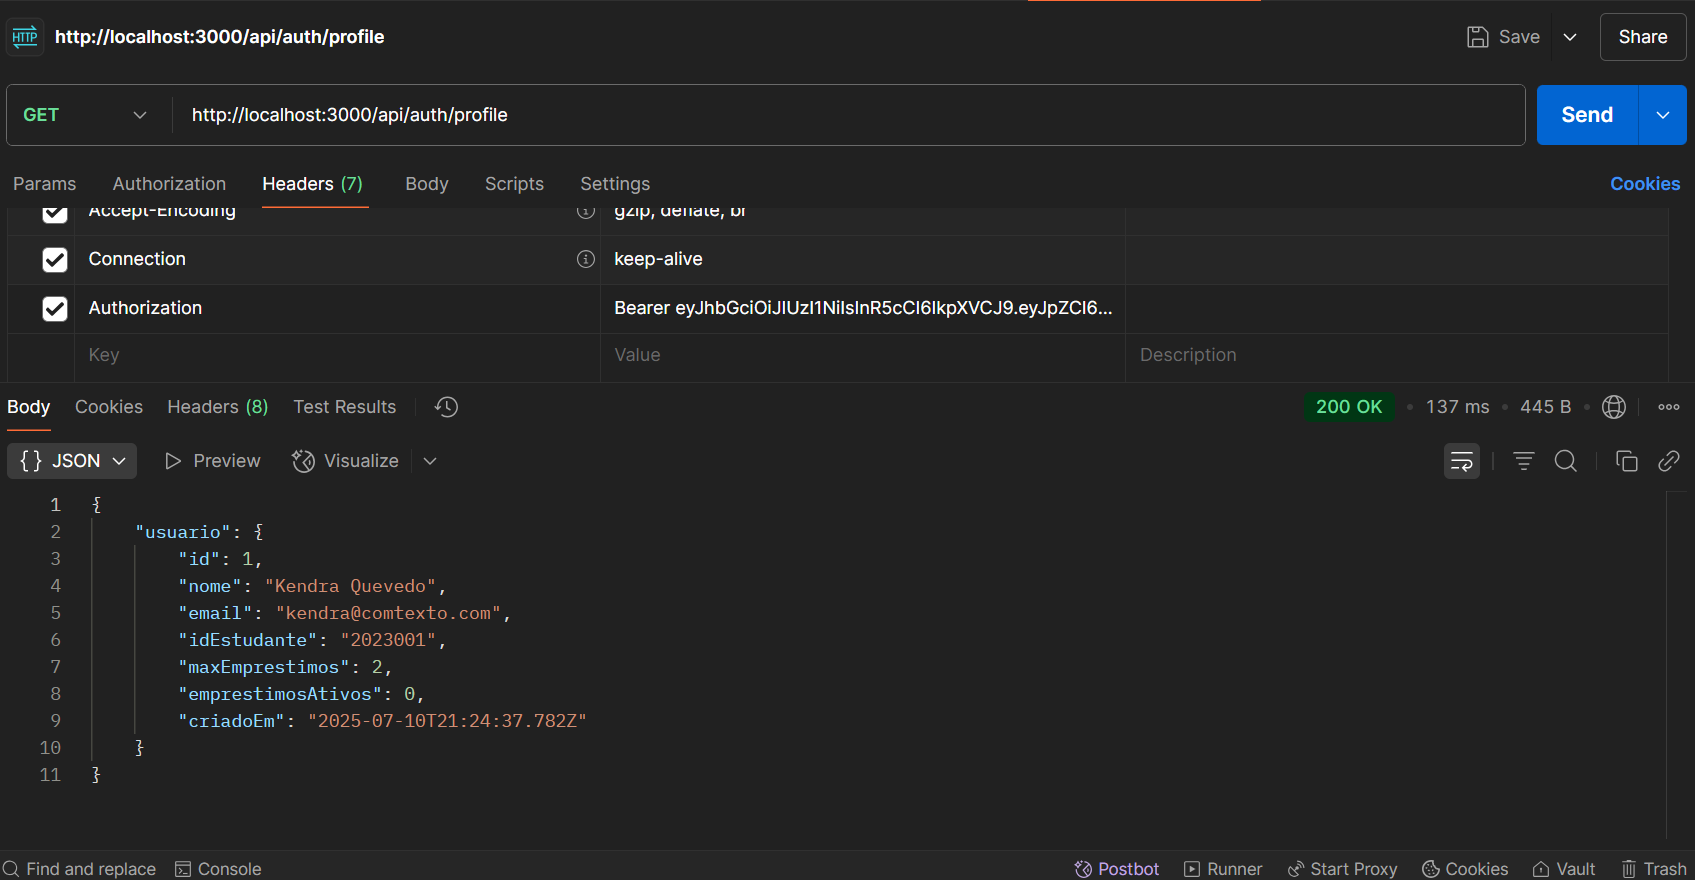 HTTP http://localhost:3000/api/auth/profile Save Share
GET http://localhost:3000/api/auth/profile Send
Params Authorization Headers (7) Body Scripts Settings Cookies
Accept-Encoding gzip, deflate, br
Connection keep-alive
Authorization Bearer eyJhbGciOiJIUzI1NiIsInR5cCI6IkpXVCJ9.eyJpZCI6...
Key Value Description
Body Cookies Headers (8) Test Results 200 OK • 137 ms • 445 B •
{} JSON Preview Visualize
1 {
2 "usuario": {
3 "id": 1,
4 "nome": "Kendra Quevedo",
5 "email": "kendra@comtexto.com",
6 "idEstudante": "2023001",
7 "maxEmprestimos": 2,
8 "emprestimosAtivos": 0,
9 "criadoEm": "2025-07-10T21:24:37.782Z"
10 }
11 }
Find and replace Console Postbot Runner Start Proxy Cookies Vault Trash